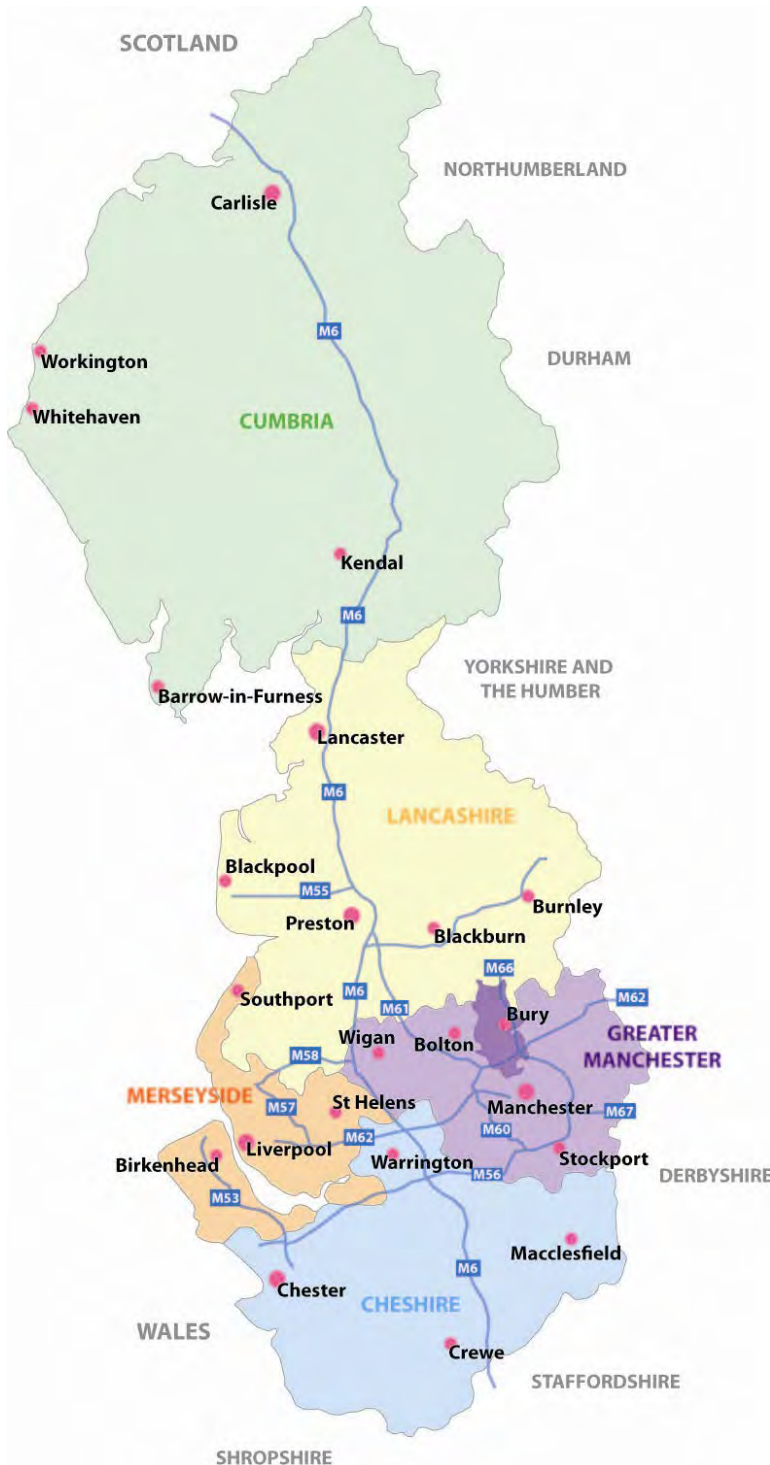 SCOTLAND
NORTHUMBERLAND
Carlisle
M6
DURHAM
Workington
Whitehaven
CUMBRIA
Kendal
M6
YORKSHIRE AND
THE HUMBER
Barrow-in-Furness
Lancaster
M6
LANCASHIRE
Blackpool
M55
Burnley
Preston
Blackburn
M66
Southport
M6
M62
M61
Bury
GREATER
MANCHESTER
Wigan
Bolton
M58
MERSEYSIDE
M57
St Helens
Manchester
M67
M60
M62
Liverpool
Birkenhead
Warrington
Stockport
M56
DERBYSHIRE
M53
Macclesfield
M6
Chester
CHESHIRE
WALES
Crewe
STAFFORDSHIRE
SHROPSHIRE